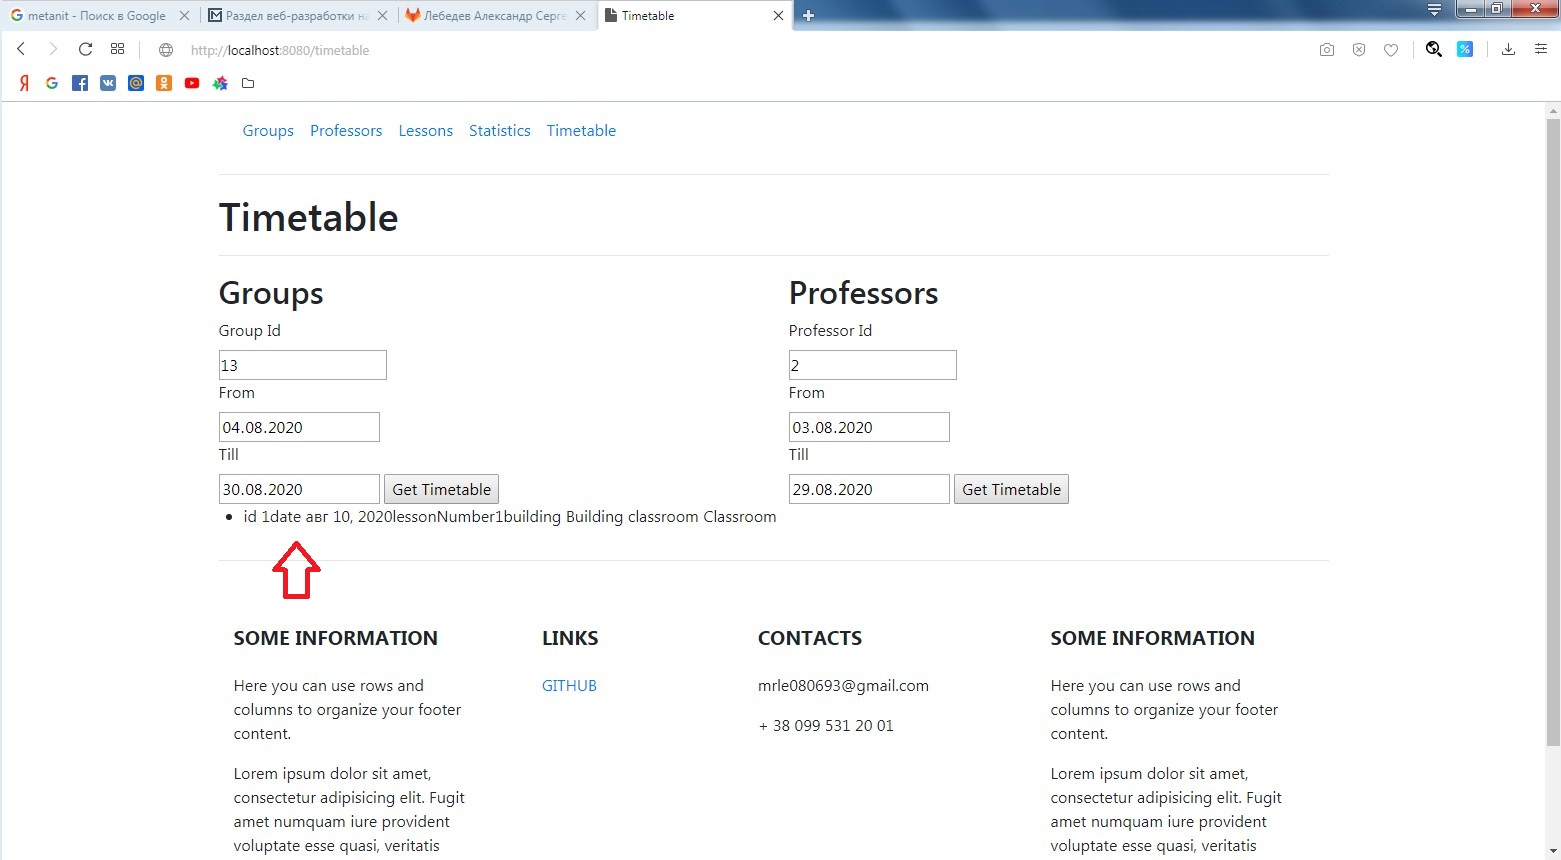 metanit - Поиск в Google
Раздел веб-разработки на
Лебедев Александр Серге
Timetable
http://localhost:8080/timetable
Groups Professors Lessons Statistics Timetable
Timetable
Groups
Group Id
13
From
04.08.2020
Till
30.08.2020 Get Timetable
Professors
Professor Id
2
From
03.08.2020
Till
29.08.2020 Get Timetable
id 1date авг 10, 2020lessonNumber1building Building classroom Classroom
SOME INFORMATION
Here you can use rows and
columns to organize your footer
content.
Lorem ipsum dolor sit amet,
consectetur adipisicing elit. Fugit
amet numquam iure provident
voluptate esse quasi, veritatis
LINKS
GITHUB
CONTACTS
mrle080693@gmail.com
+ 38 099 531 20 01
SOME INFORMATION
Here you can use rows and
columns to organize your footer
content.
Lorem ipsum dolor sit amet,
consectetur adipisicing elit. Fugit
amet numquam iure provident
voluptate esse quasi, veritatis